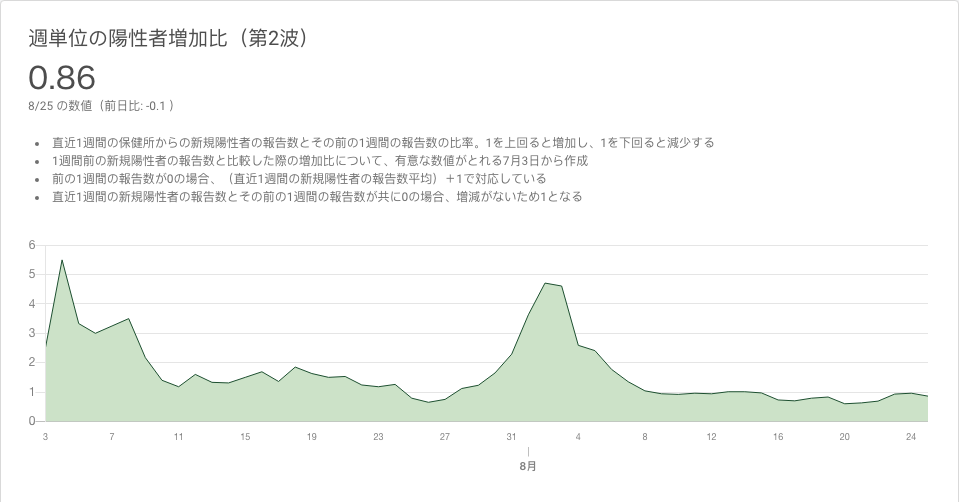 週単位の陽性者増加比（第2波）
0.86
8/25 の数値（前日比: -0.1 ）
• 直近1週間の保健所からの新規陽性者の報告数とその前の1週間の報告数の比率。1を上回ると増加し、1を下回ると減少する
• 1週間前の新規陽性者の報告数と比較した際の増加比について、有意な数値がとれる7月3日から作成
• 前の1週間の報告数が0の場合、（直近1週間の新規陽性者の報告数平均）＋1で対応している
• 直近1週間の新規陽性者の報告数とその前の1週間の報告数が共に0の場合、増減がないため1となる
6
5
4
3
2
1
0
3 7 11 15 19 23 27 31 4 8 12 16 20 24
8月